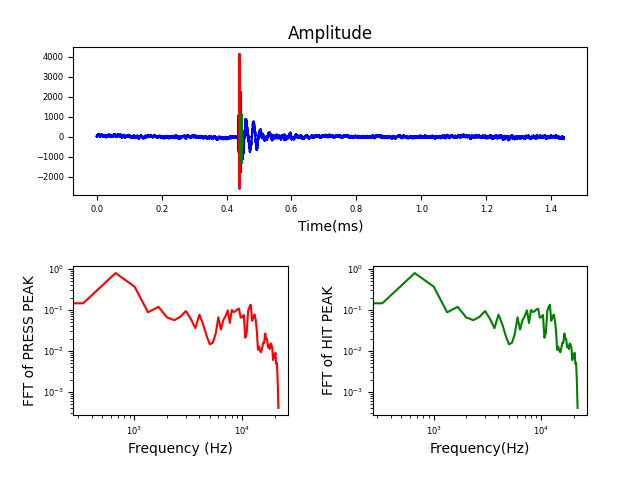 Amplitude
4000
3000
2000
1000
0
−1000
−2000
0.0 0.2 0.4 0.6 0.8 1.0 1.2 1.4
Time(ms)
FFT of PRESS PEAK
10⁰
10⁻¹
10⁻²
10⁻³
10³ 10⁴
Frequency (Hz)
FFT of HIT PEAK
10⁰
10⁻¹
10⁻²
10⁻³
10³ 10⁴
Frequency(Hz)